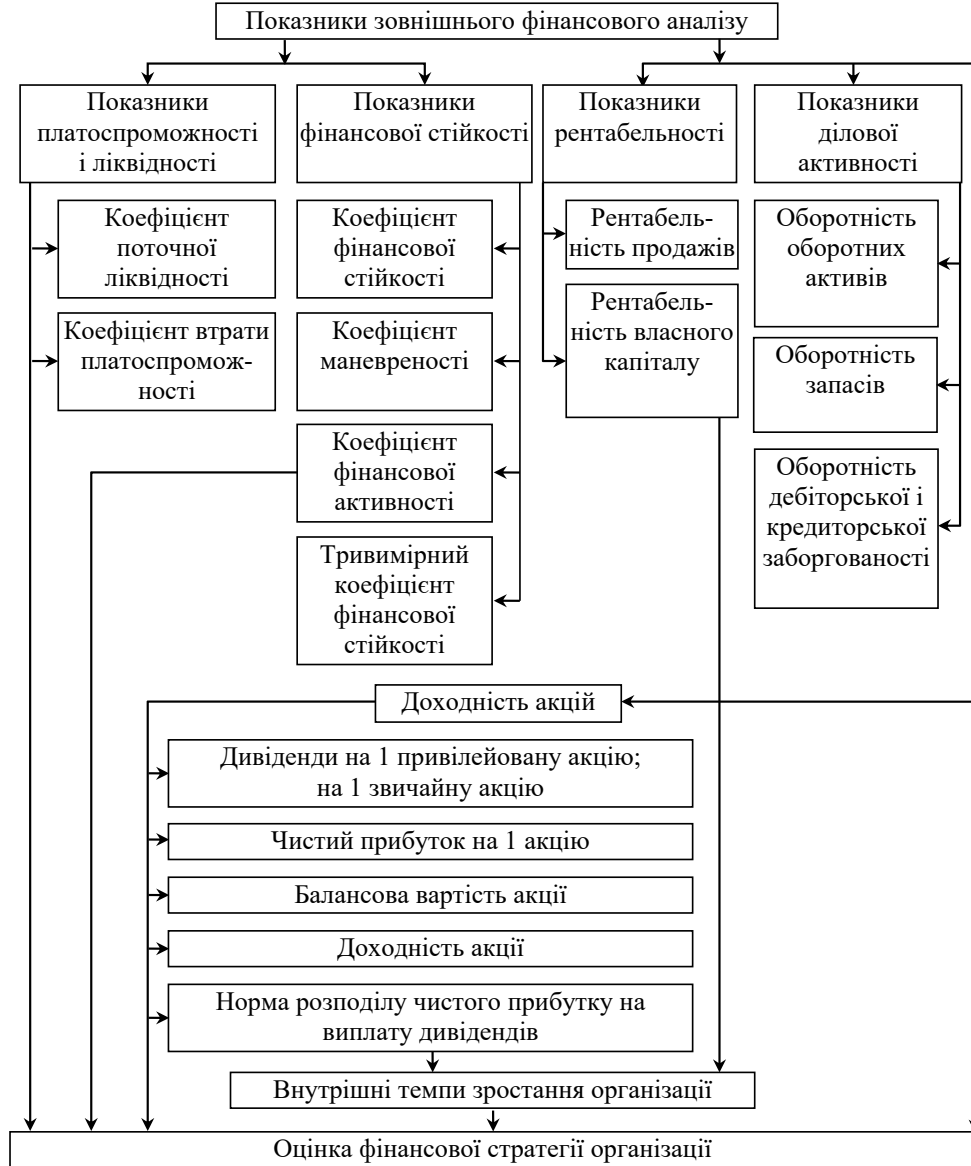 Показники зовнішнього фінансового аналізу
Показники
платоспроможності
і ліквідності
Показники
фінансової стійкості
Показники
рентабельності
Показники
ділової
активності
Коефіцієнт
поточної
ліквідності
Коефіцієнт втрати
платоспромож-
ності
Коефіцієнт
фінансової
стійкості
Коефіцієнт
маневреності
Коефіцієнт
фінансової
активності
Тривимірний
коефіцієнт
фінансової
стійкості
Рентабель-
ність продажів
Рентабель-
ність власного
капіталу
Оборотність
оборотних
активів
Оборотність
запасів
Оборотність
дебіторської і
кредиторської
заборгованості
Доходність акцій
Дивіденди на 1 привілейовану акцію;
на 1 звичайну акцію
Чистий прибуток на 1 акцію
Балансова вартість акції
Доходність акції
Норма розподілу чистого прибутку на
виплату дивідендів
Внутрішні темпи зростання організації
Оцінка фінансової стратегії організації